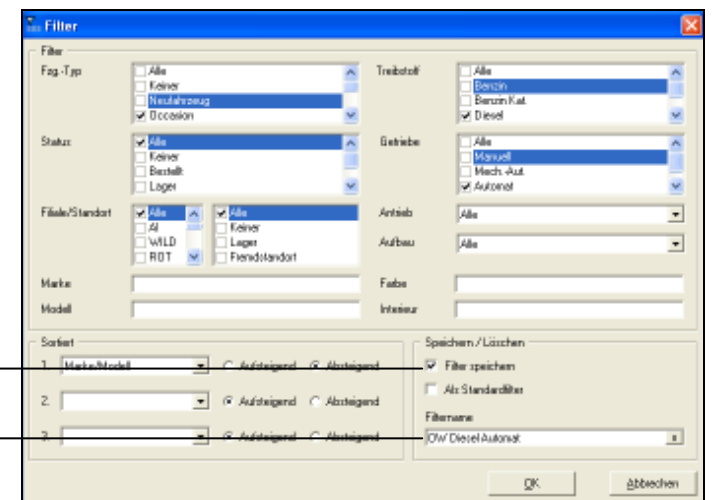 Filter
Filter
Fzg.-Typ
Alle
Keiner
Neufahrzeug
Occasion
Treibstoff
Alle
Benzin
Benzin Kat.
Diesel
Status
Alle
Keiner
Bestellt
Lager
Getriebe
Alle
Manuell
Mech.-Aut.
Automat
Filiale/Standort
Alle
AI
WILD
ROT
Alle
Keiner
Lager
Fremdstandort
Antrieb
Alle
Aufbau
Alle
Marke
Farbe
Modell
Interieur
Sortiert
1. Marke/Modell Aufsteigend Absteigend
2. Aufsteigend Absteigend
3. Aufsteigend Absteigend
Speichern / Löschen
Filter speichern
Als Standardfilter
Filtername
OW Diesel Automat
OK
Abbrechen